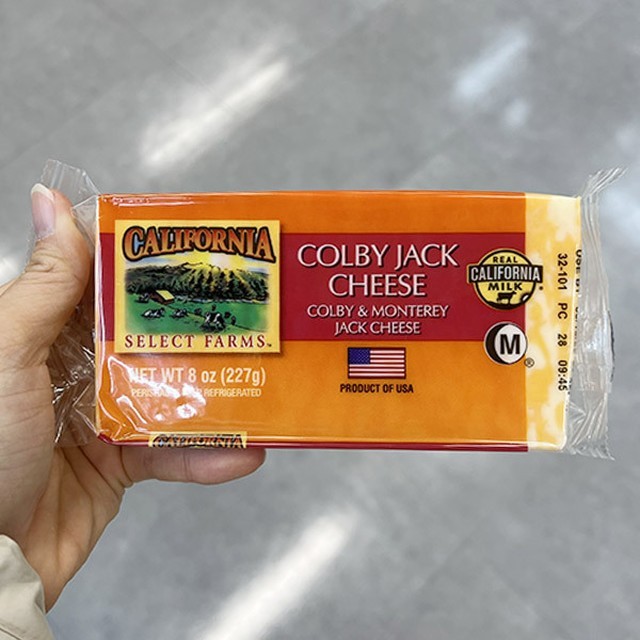 CALIFORNIA
SELECT FARMS™
COLBY JACK
CHEESE
COLBY & MONTEREY
JACK CHEESE
REAL
CALIFORNIA
MILK
M
®
NET WT 8 oz (227g)
REFRIGERATED
PRODUCT OF USA
32-101 PC 28 09:45
CALIFORNIA